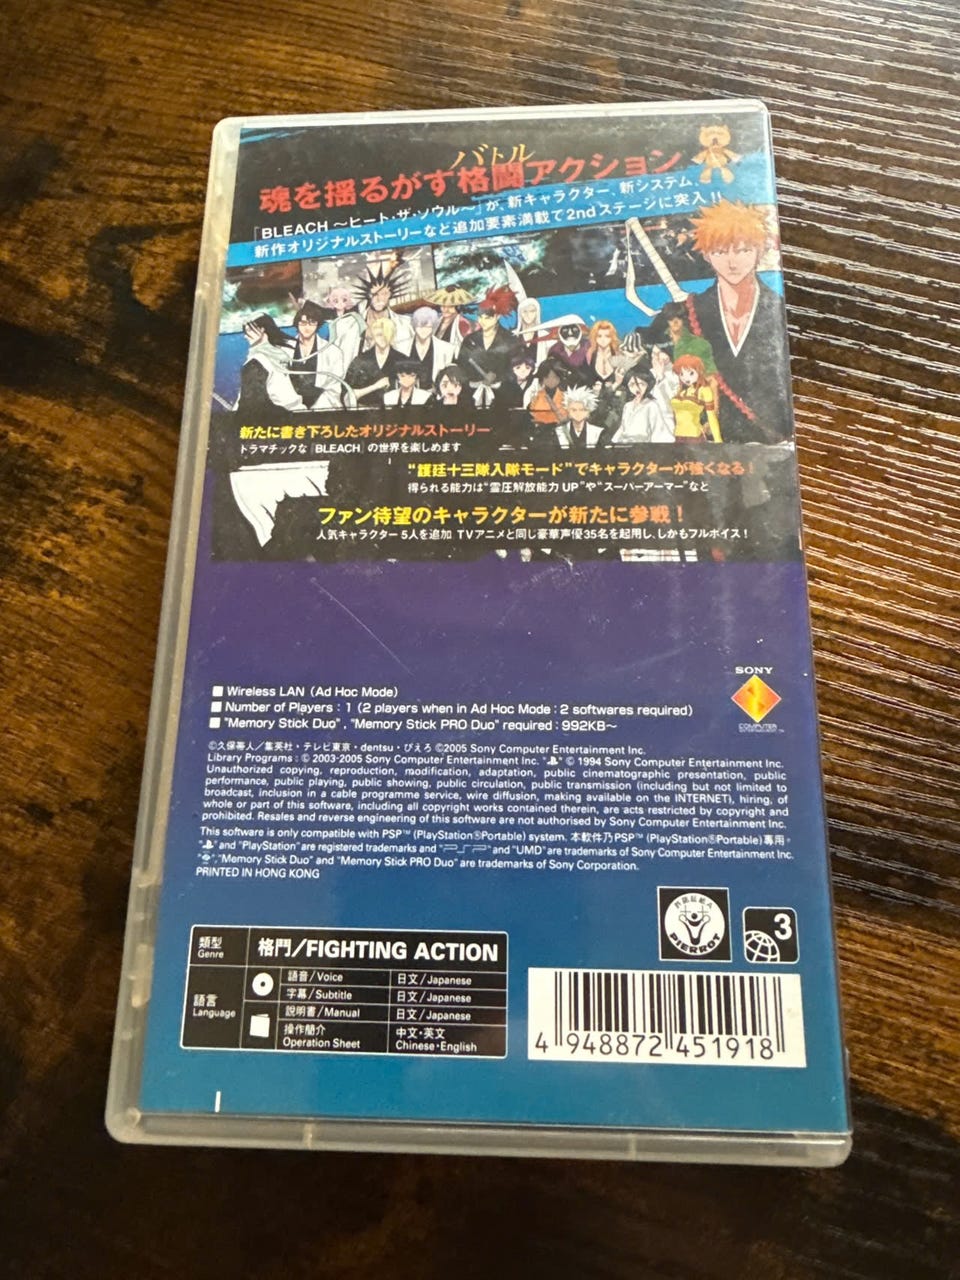 バトル
魂を揺るがす格闘アクション
『BLEACH ～ヒート・ザ・ソウル～』が、新キャラクター、新システム、
新作オリジナルストーリーなど追加要素満載で2ndステージに突入!!
新たに書き下ろしたオリジナルストーリー
ドラマチックな『BLEACH』の世界を楽しめます
“護廷十三隊入隊モード”でキャラクターが強くなる！
得られる能力は“霊圧解放能力UP”や“スーパーアーマー”など
ファン待望のキャラクターが新たに参戦！
人気キャラクター5人を追加 TVアニメと同じ豪華声優35名を起用し、しかもフルボイス！
SONY
COMPUTER
■ Wireless LAN (Ad Hoc Mode)
■ Number of Players : 1 (2 players when in Ad Hoc Mode : 2 softwares required)
■ "Memory Stick Duo", "Memory Stick PRO Duo" required : 992KB～
©久保帯人／集英社・テレビ東京・dentsu・ぴえろ ©2005 Sony Computer Entertainment Inc.
Library Programs : © 2003-2005 Sony Computer Entertainment Inc. " " © 1994 Sony Computer Entertainment Inc.
Unauthorized copying, reproduction, modification, adaptation, public cinematographic presentation, public
performance, public playing, public showing, public circulation, public transmission (including but not limited to
broadcast, inclusion in a cable programme service, wire diffusion, making available on the INTERNET), hiring, of
whole or part of this software, including all copyright works contained therein, are acts restricted by copyright and
prohibited. Resales and reverse engineering of this software are not authorised by Sony Computer Entertainment Inc.
This software is only compatible with PSP™ (PlayStation®Portable) system. 本軟件乃PSP™ (PlayStation®Portable)專用。
" " and "PlayStation" are registered trademarks and "PSP" and "UMD" are trademarks of Sony Computer Entertainment Inc.
" ", "Memory Stick Duo" and "Memory Stick PRO Duo" are trademarks of Sony Corporation.
PRINTED IN HONG KONG
PIERROT
3
類型
Genre
格鬥/FIGHTING ACTION
語言
Language
語音/Voice
日文/Japanese
字幕/Subtitle
日文/Japanese
說明書/Manual
日文/Japanese
操作簡介
Operation Sheet
中文・英文
Chinese・English
4 948872 451918